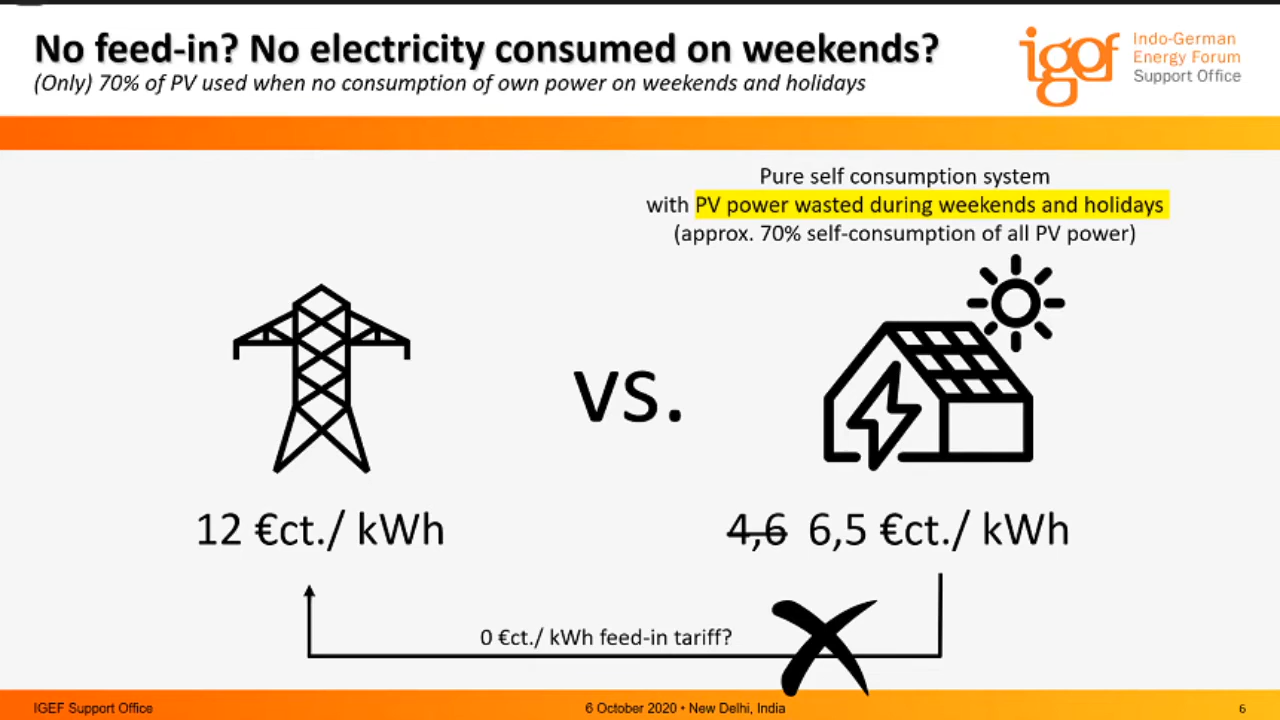 No feed-in? No electricity consumed on weekends?
(Only) 70% of PV used when no consumption of own power on weekends and holidays
igef
Indo-German
Energy Forum
Support Office
Pure self consumption system
with PV power wasted during weekends and holidays
(approx. 70% self-consumption of all PV power)
vs.
12 €ct./ kWh
4,6 6,5 €ct./ kWh
0 €ct./ kWh feed-in tariff?
IGEF Support Office
6 October 2020 • New Delhi, India
6